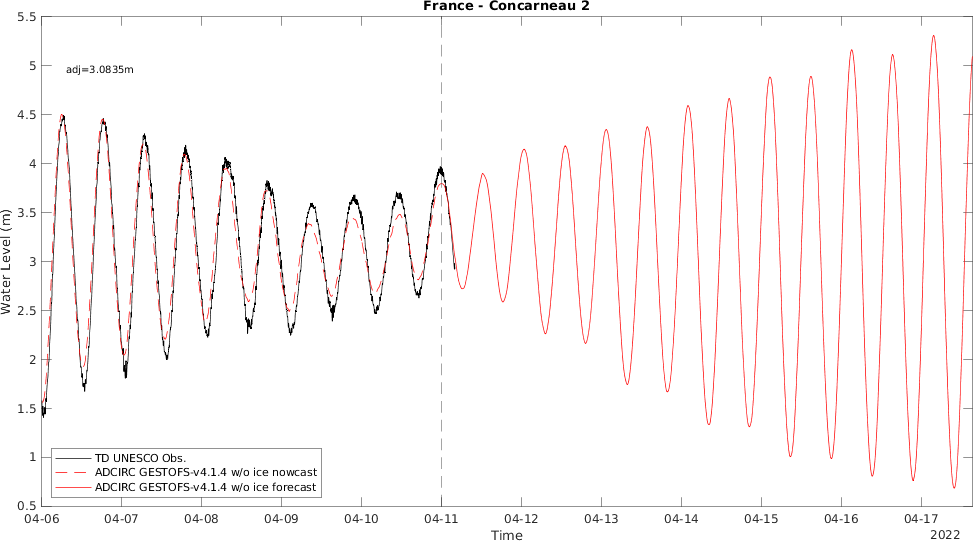 France - Concarneau 2
5.5
5
4.5
4
3.5
3
2.5
2
1.5
1
0.5
Water Level (m)
adj=3.0835m
TD UNESCO Obs.
ADCIRC GESTOFS-v4.1.4 w/o ice nowcast
ADCIRC GESTOFS-v4.1.4 w/o ice forecast
04-06 04-07 04-08 04-09 04-10 04-11 04-12 04-13 04-14 04-15 04-16 04-17
Time
2022